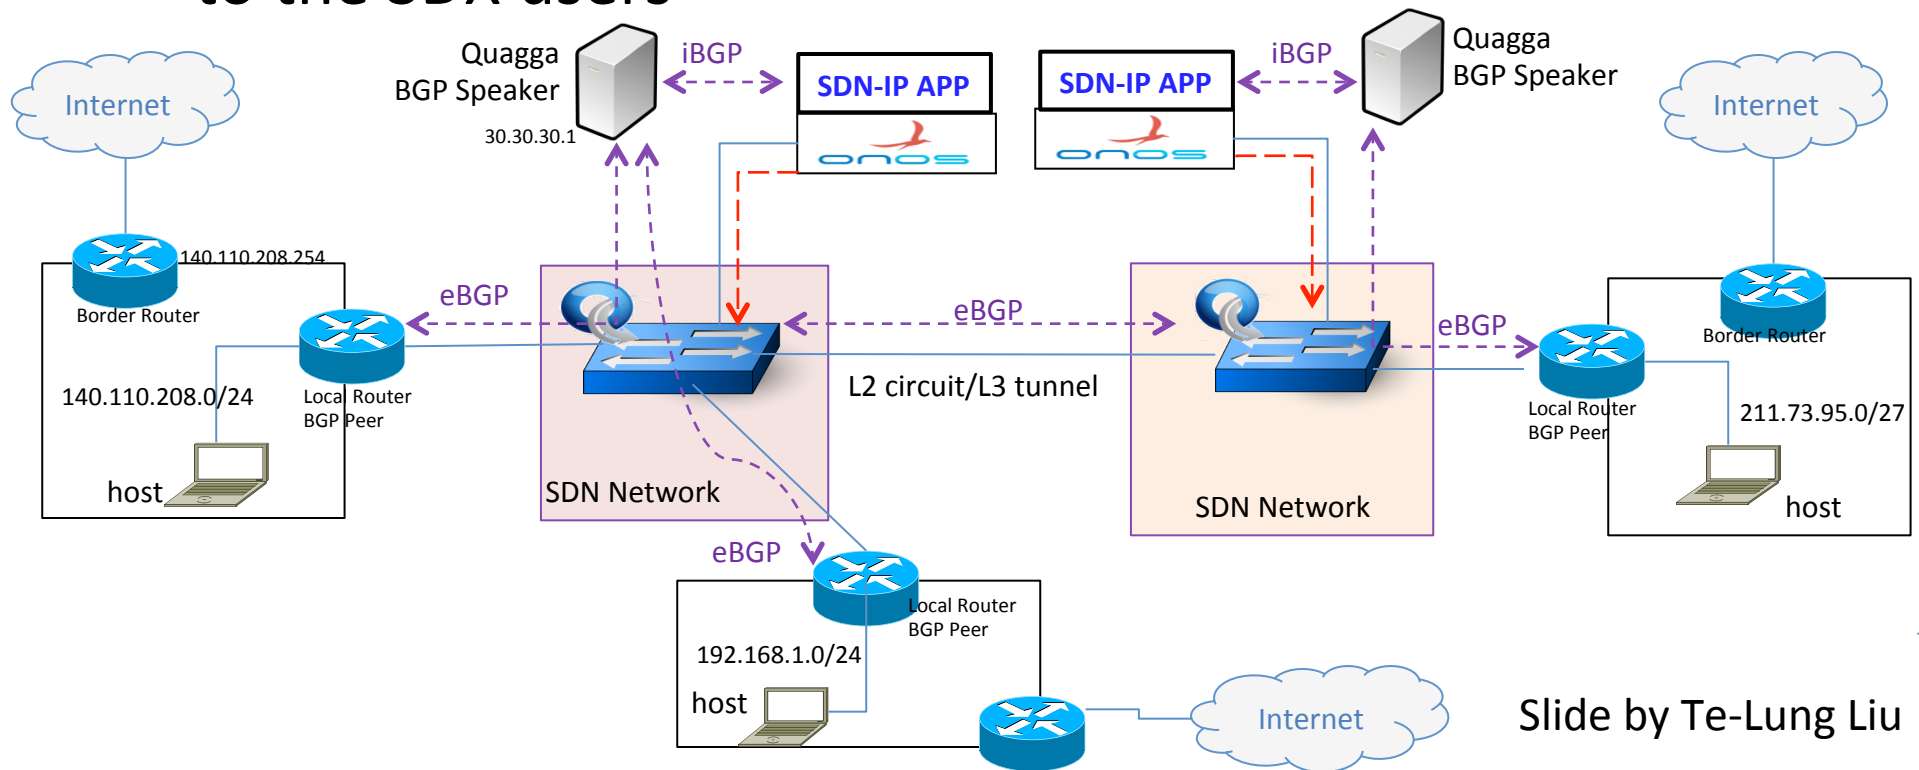 to the SDX users
Quagga
BGP Speaker
30.30.30.1
iBGP
SDN-IP APP
onos
SDN-IP APP
onos
iBGP
Quagga
BGP Speaker
Internet
Internet
140.110.208.254
Border Router
eBGP
eBGP
eBGP
Border Router
140.110.208.0/24
Local Router
BGP Peer
L2 circuit/L3 tunnel
Local Router
BGP Peer
211.73.95.0/27
host
SDN Network
SDN Network
host
eBGP
Local Router
BGP Peer
192.168.1.0/24
host
Internet
Slide by Te-Lung Liu